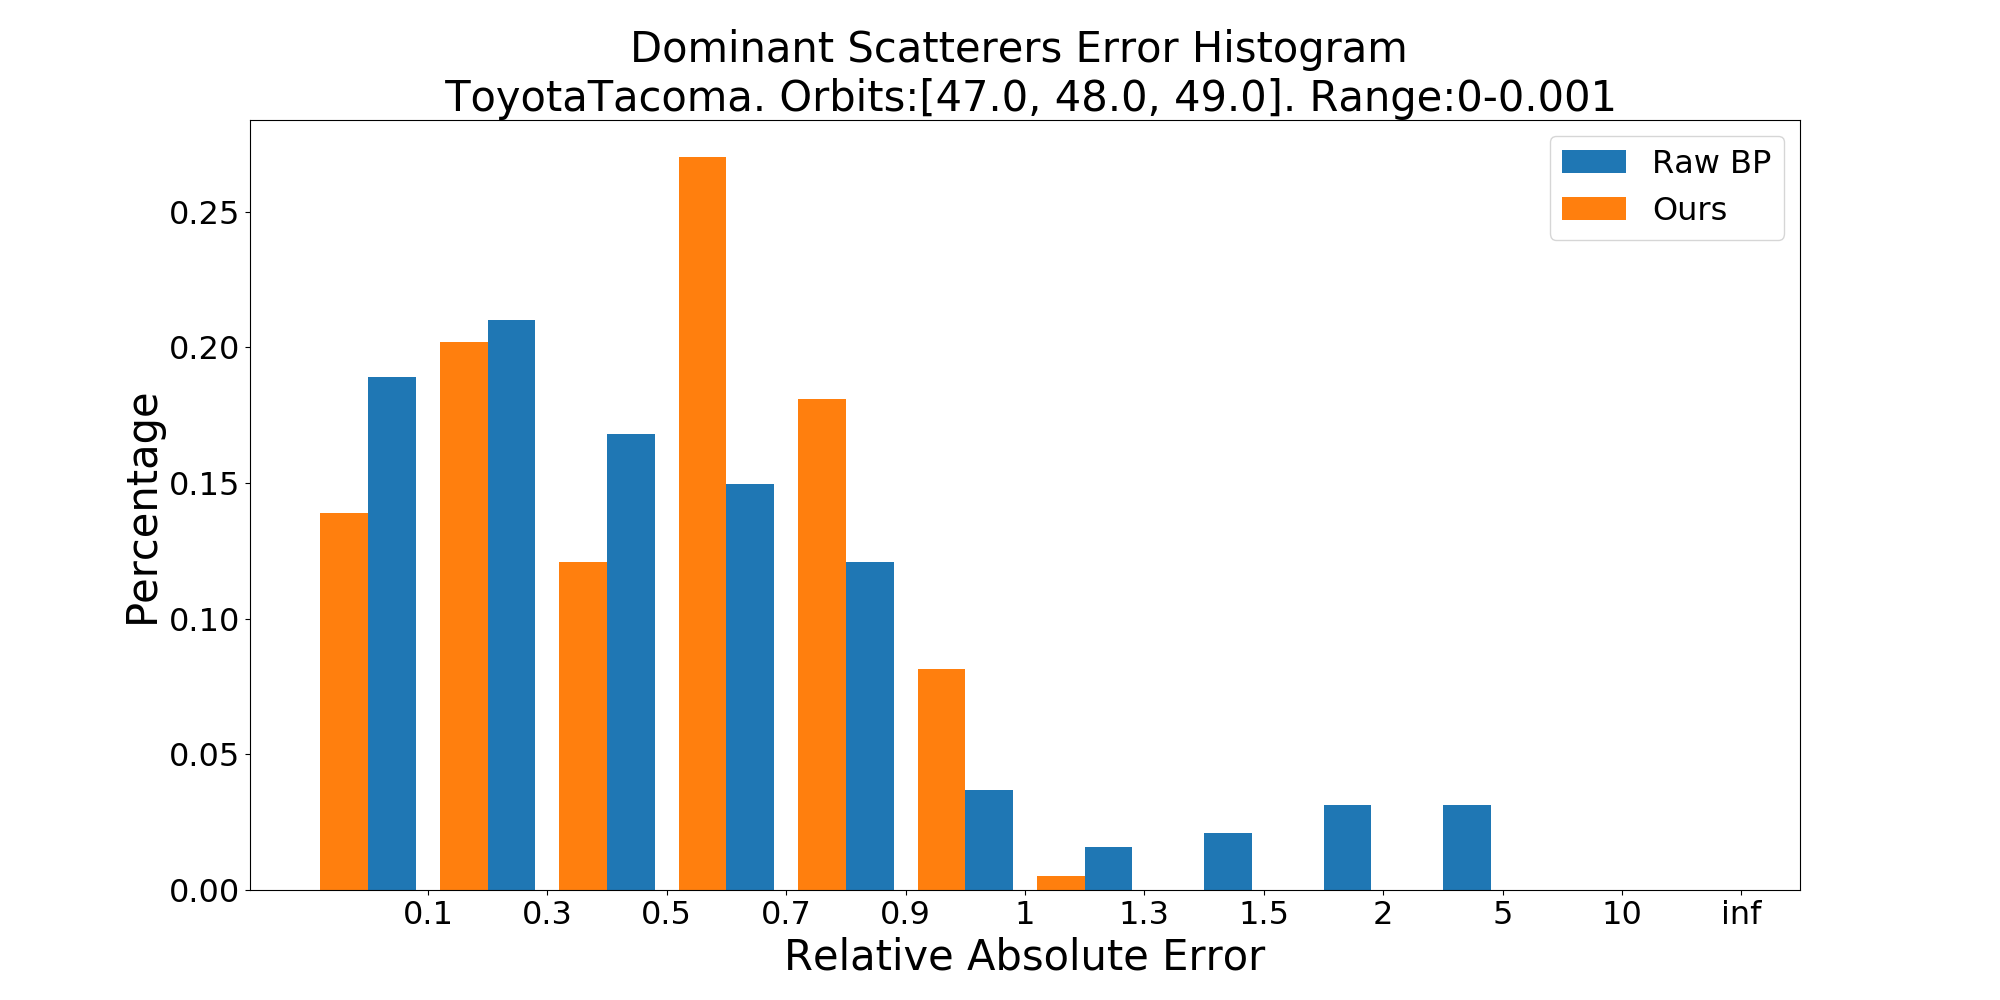 Dominant Scatterers Error Histogram
ToyotaTacoma. Orbits:[47.0, 48.0, 49.0]. Range:0-0.001
Raw BP
Ours
0.25
0.20
0.15
0.10
0.05
0.00
Percentage
0.1 0.3 0.5 0.7 0.9 1 1.3 1.5 2 5 10 inf
Relative Absolute Error